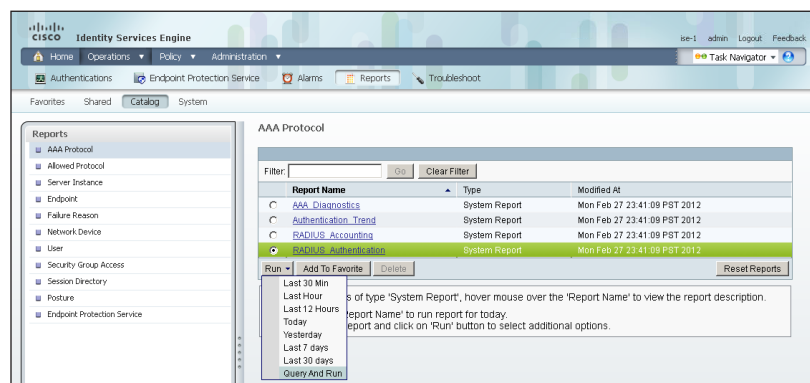 CISCO Identity Services Engine
ise-1 admin Logout Feedback
Home Operations Policy Administration
Task Navigator
Authentications Endpoint Protection Service Alarms Reports Troubleshoot
Favorites Shared Catalog System
Reports
AAA Protocol
Allowed Protocol
Server Instance
Endpoint
Failure Reason
Network Device
User
Security Group Access
Session Directory
Posture
Endpoint Protection Service
AAA Protocol
Filter: Go Clear Filter
Report Name Type Modified At
AAA_Diagnostics System Report Mon Feb 27 23:41:09 PST 2012
Authentication_Trend System Report Mon Feb 27 23:41:09 PST 2012
RADIUS_Accounting System Report Mon Feb 27 23:41:09 PST 2012
RADIUS_Authentication System Report Mon Feb 27 23:41:09 PST 2012
Run Add To Favorite Delete Reset Reports
Last 30 Min
Last Hour
Last 12 Hours
Today
Yesterday
Last 7 days
Last 30 days
Query And Run
of type 'System Report', hover mouse over the 'Report Name' to view the report description.
Report Name' to run report for today.
report and click on 'Run' button to select additional options.